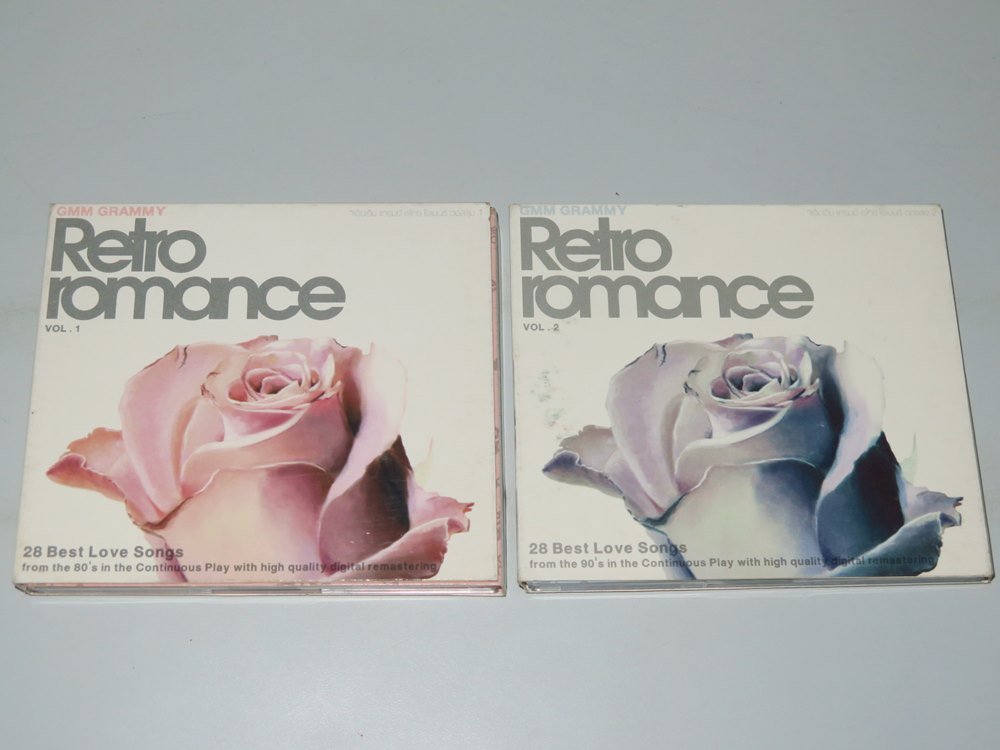 GMM GRAMMY
Retro
romance
VOL . 1
28 Best Love Songs
from the 80's in the Continuous Play with high quality digital remastering
GMM GRAMMY
Retro
romance
VOL . 2
28 Best Love Songs
from the 90's in the Continuous Play with high quality digital remastering